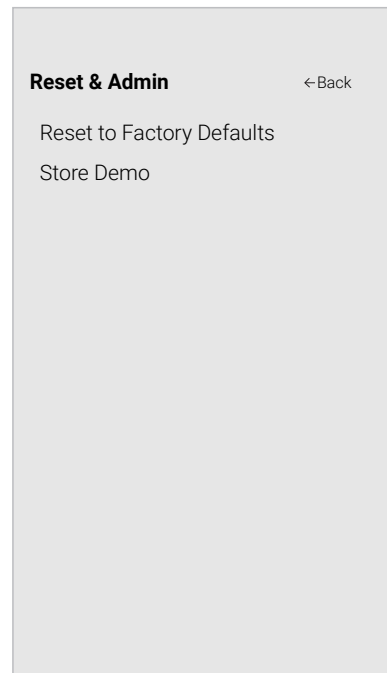 Reset & Admin ←Back
Reset to Factory Defaults
Store Demo